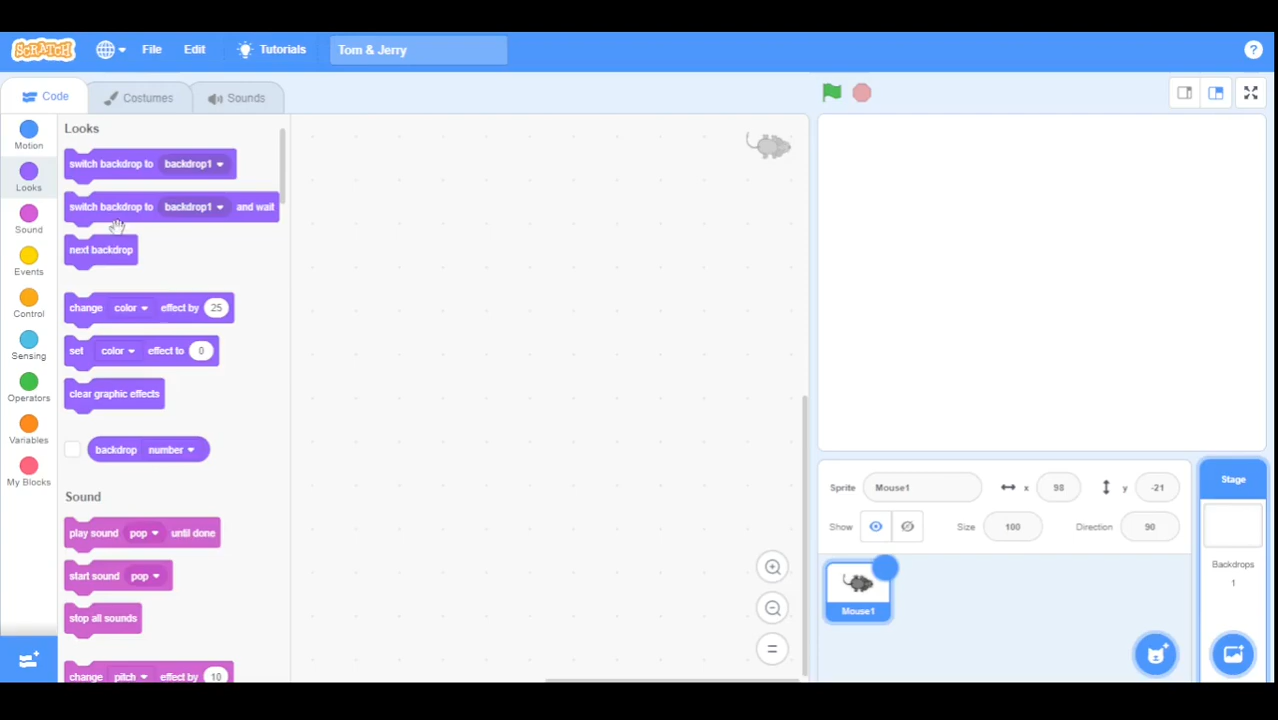 SCRATCH File Edit Tutorials Tom & Jerry ?
Code Costumes Sounds
Motion
Looks
Sound
Events
Control
Sensing
Operators
Variables
My Blocks
Looks
switch backdrop to backdrop1
switch backdrop to backdrop1 and wait
next backdrop
change color effect by 25
set color effect to 0
clear graphic effects
backdrop number
Sound
play sound pop until done
start sound pop
stop all sounds
change pitch effect by 10
Sprite Mouse1 x 98 y -21
Show Size 100 Direction 90
Mouse1
Stage
Backdrops
1